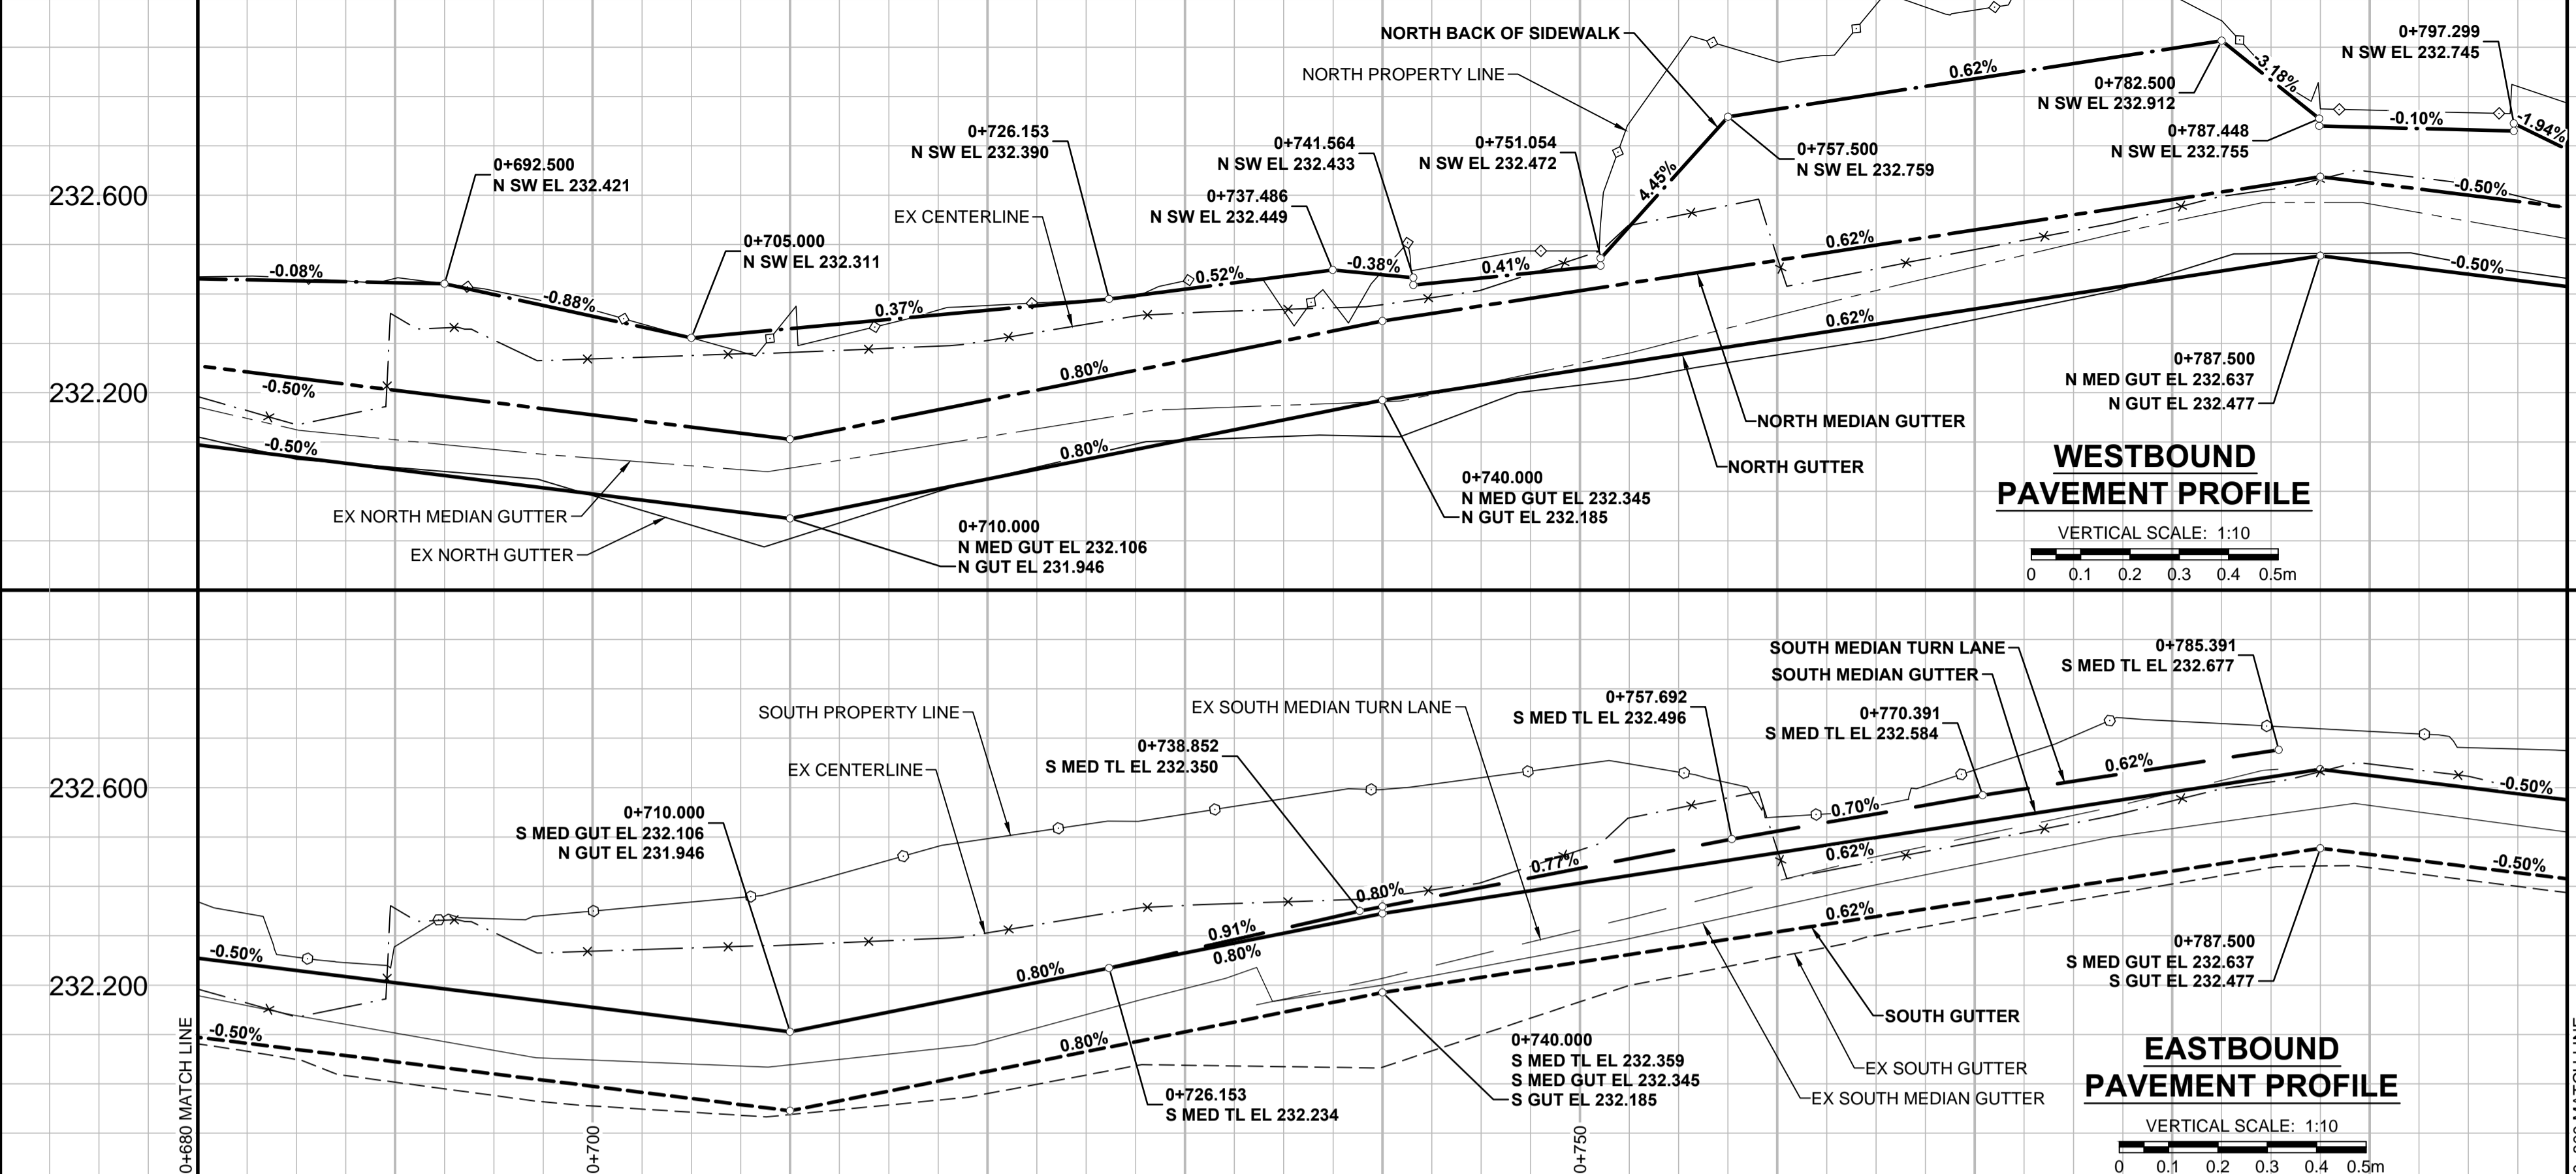 NORTH BACK OF SIDEWALK
NORTH PROPERTY LINE
0+797.299
N SW EL 232.745
0.62%
-3.18%
0+782.500
N SW EL 232.912
-0.10%
-1.94%
0+787.448
N SW EL 232.755
0+726.153
N SW EL 232.390
0+741.564
N SW EL 232.433
0+751.054
N SW EL 232.472
0+757.500
N SW EL 232.759
4.45%
232.600
0+692.500
N SW EL 232.421
0+737.486
N SW EL 232.449
EX CENTERLINE
-0.50%
0+705.000
N SW EL 232.311
0.62%
-0.08%
-0.88%
0.37%
0.52%
-0.38%
0.41%
-0.50%
0.62%
232.200
-0.50%
0.80%
0+787.500
N MED GUT EL 232.637
N GUT EL 232.477
NORTH MEDIAN GUTTER
-0.50%
0.80%
NORTH GUTTER
WESTBOUND
PAVEMENT PROFILE
VERTICAL SCALE: 1:10
0 0.1 0.2 0.3 0.4 0.5m
0+740.000
N MED GUT EL 232.345
N GUT EL 232.185
EX NORTH MEDIAN GUTTER
EX NORTH GUTTER
0+710.000
N MED GUT EL 232.106
N GUT EL 231.946
SOUTH MEDIAN TURN LANE
SOUTH MEDIAN GUTTER
0+785.391
S MED TL EL 232.677
SOUTH PROPERTY LINE
EX SOUTH MEDIAN TURN LANE
0+757.692
S MED TL EL 232.496
0+770.391
S MED TL EL 232.584
0+738.852
S MED TL EL 232.350
EX CENTERLINE
0.62%
232.600
-0.50%
0+710.000
S MED GUT EL 232.106
N GUT EL 231.946
0.70%
0.62%
0.77%
-0.50%
0.80%
0.91%
0.80%
0.62%
-0.50%
0.80%
232.200
0+787.500
S MED GUT EL 232.637
S GUT EL 232.477
-0.50%
0.80%
SOUTH GUTTER
0+740.000
S MED TL EL 232.359
S MED GUT EL 232.345
S GUT EL 232.185
EX SOUTH GUTTER
EX SOUTH MEDIAN GUTTER
0+726.153
S MED TL EL 232.234
EASTBOUND
PAVEMENT PROFILE
VERTICAL SCALE: 1:10
0 0.1 0.2 0.3 0.4 0.5m
0+680 MATCH LINE
0+700
0+750